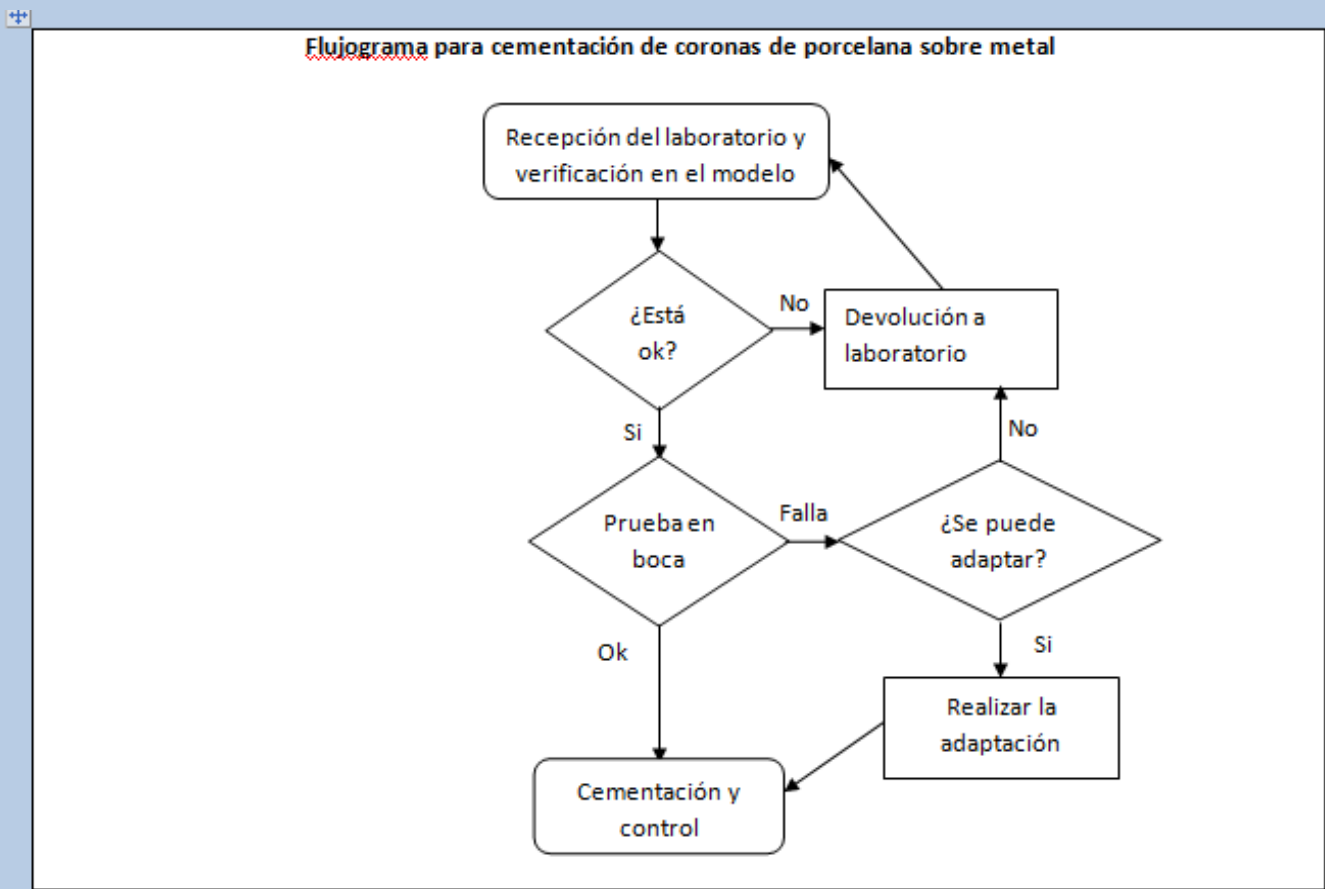 Flujograma para cementación de coronas de porcelana sobre metal
Recepción del laboratorio y
verificación en el modelo
¿Está
ok?
No
Devolución a
laboratorio
Si
No
Prueba en
boca
Falla
¿Se puede
adaptar?
Ok
Si
Realizar la
adaptación
Cementación y
control